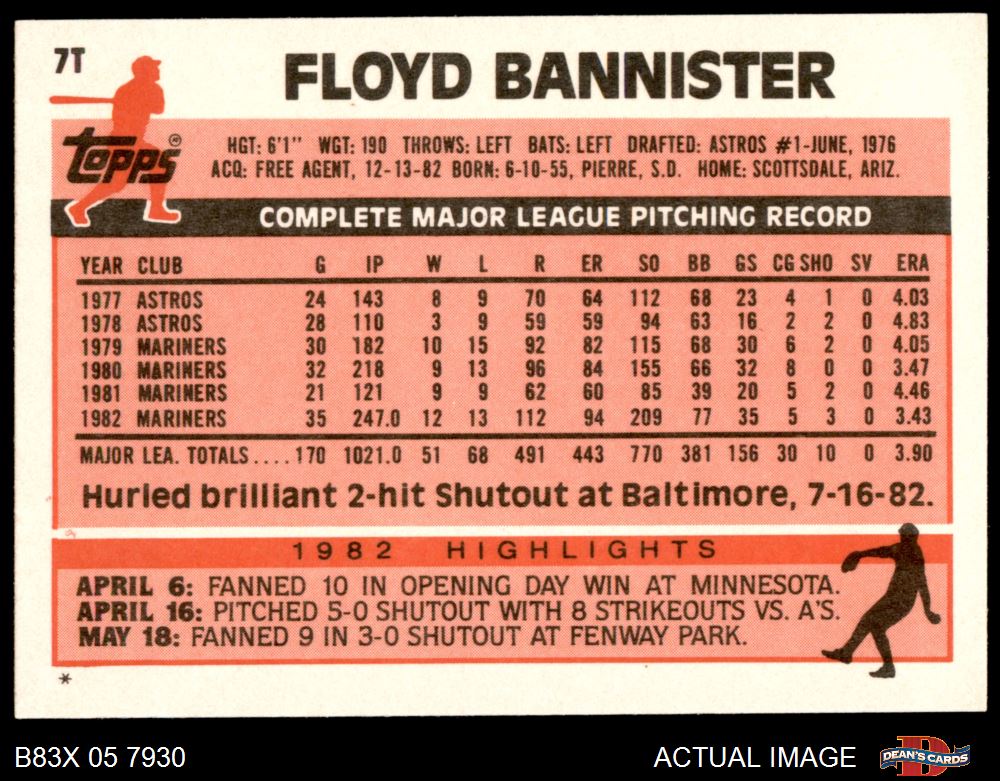 7T
FLOYD BANNISTER
Topps®
HGT: 6'1" WGT: 190 THROWS: LEFT BATS: LEFT DRAFTED: ASTROS #1-JUNE, 1976
ACQ: FREE AGENT, 12-13-82 BORN: 6-10-55, PIERRE, S.D. HOME: SCOTTSDALE, ARIZ.
COMPLETE MAJOR LEAGUE PITCHING RECORD
YEAR CLUB G IP W L R ER SO BB GS CG SHO SV ERA
1977 ASTROS 24 143 8 9 70 64 112 68 23 4 1 0 4.03
1978 ASTROS 28 110 3 9 59 59 94 63 16 2 2 0 4.83
1979 MARINERS 30 182 10 15 92 82 115 68 30 6 2 0 4.05
1980 MARINERS 32 218 9 13 96 84 155 66 32 8 0 0 3.47
1981 MARINERS 21 121 9 9 62 60 85 39 20 5 2 0 4.46
1982 MARINERS 35 247.0 12 13 112 94 209 77 35 5 3 0 3.43
MAJOR LEA. TOTALS....170 1021.0 51 68 491 443 770 381 156 30 10 0 3.90
Hurled brilliant 2-hit Shutout at Baltimore, 7-16-82.
1982 HIGHLIGHTS
APRIL 6: FANNED 10 IN OPENING DAY WIN AT MINNESOTA.
APRIL 16: PITCHED 5-0 SHUTOUT WITH 8 STRIKEOUTS VS. A'S.
MAY 18: FANNED 9 IN 3-0 SHUTOUT AT FENWAY PARK.
*
B83X 05 7930
ACTUAL IMAGE
DEAN'S CARDS